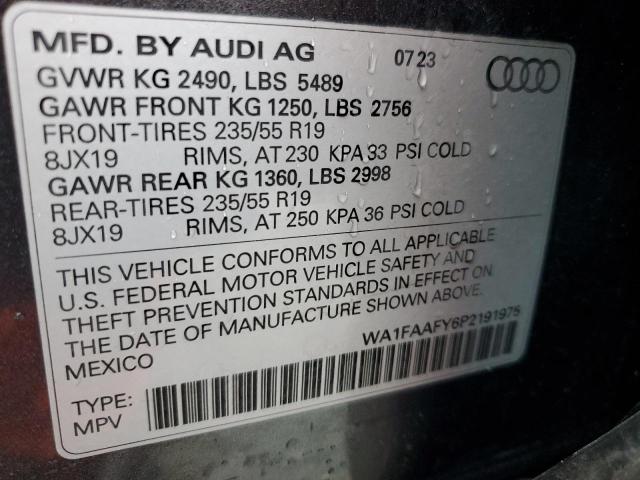 MFD. BY AUDI AG 07 23
GVWR KG 2490, LBS 5489
GAWR FRONT KG 1250, LBS 2756
FRONT-TIRES 235/55 R19
8JX19 RIMS, AT 230 KPA 33 PSI COLD
GAWR REAR KG 1360, LBS 2998
REAR-TIRES 235/55 R19
8JX19 RIMS, AT 250 KPA 36 PSI COLD
THIS VEHICLE CONFORMS TO ALL APPLICABLE
U.S. FEDERAL MOTOR VEHICLE SAFETY AND
THEFT PREVENTION STANDARDS IN EFFECT ON
THE DATE OF MANUFACTURE SHOWN ABOVE.
MEXICO
WA1FAAFY6P2191975
TYPE:
MPV